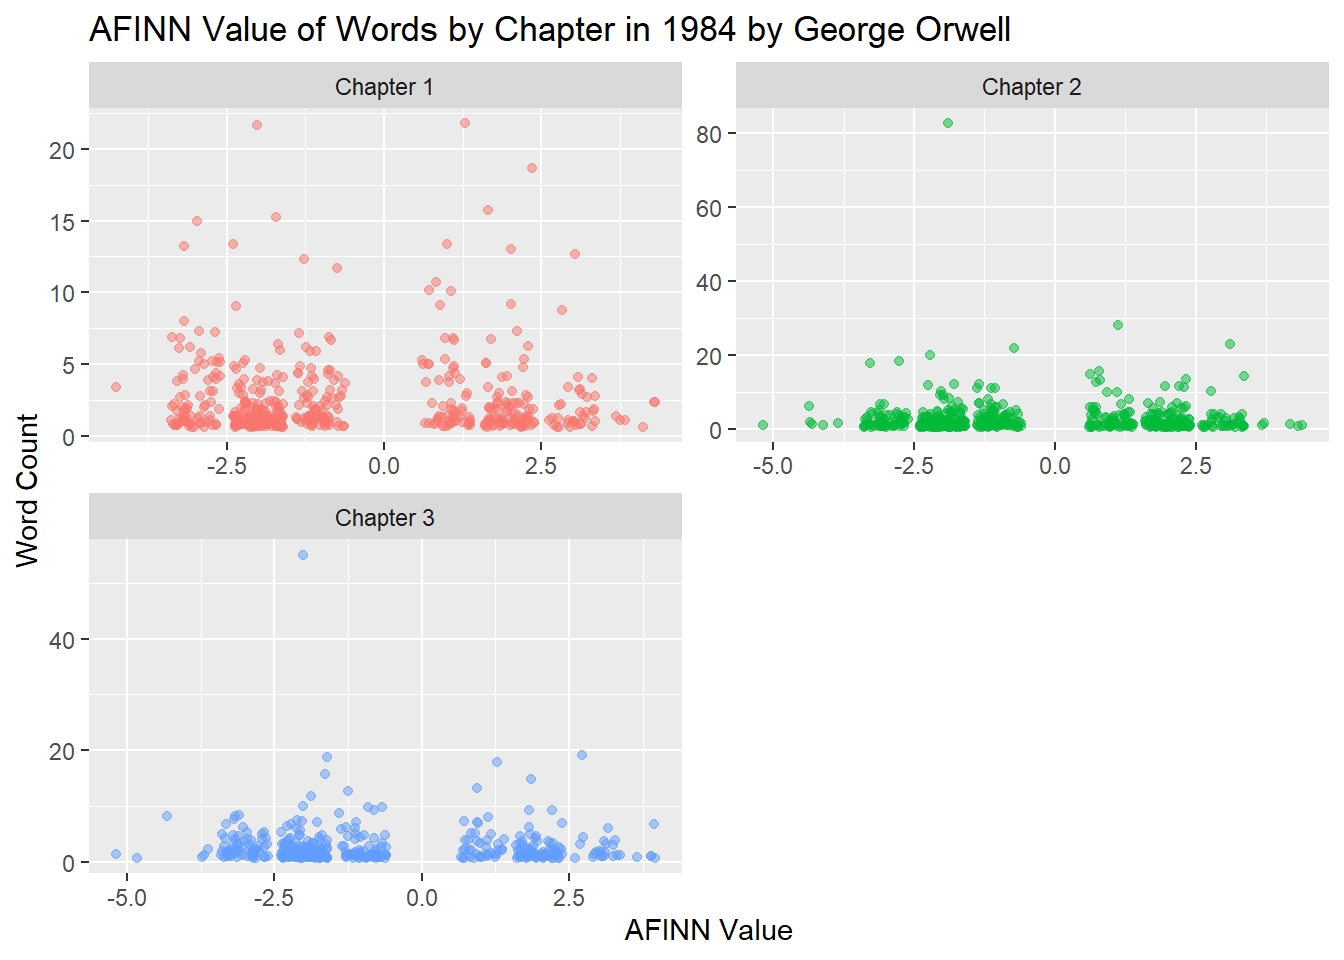 AFINN Value of Words by Chapter in 1984 by George Orwell
Chapter 1
20
15
10
5
0
-2.5 0.0 2.5
Chapter 2
80
60
40
20
0
-5.0 -2.5 0.0 2.5
Word Count
Chapter 3
40
20
0
-5.0 -2.5 0.0 2.5
AFINN Value